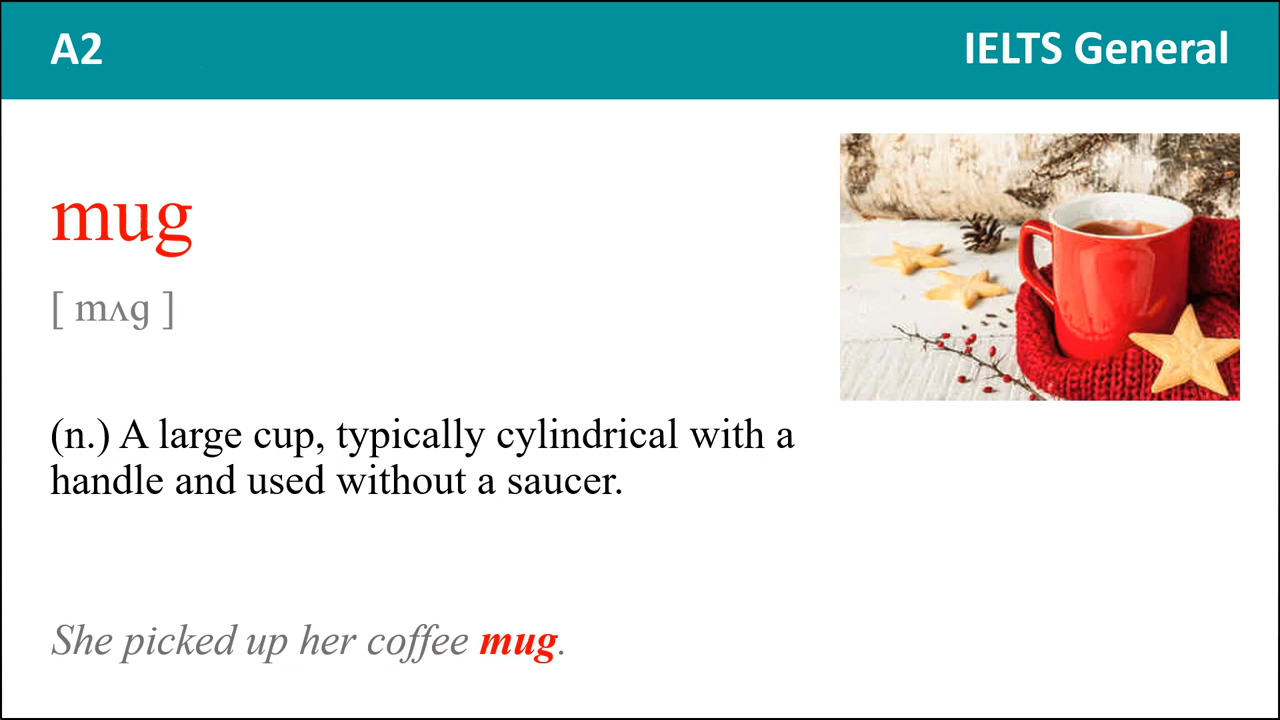 A2
IELTS General
mug
[ mʌɡ ]
(n.) A large cup, typically cylindrical with a
handle and used without a saucer.
She picked up her coffee mug.